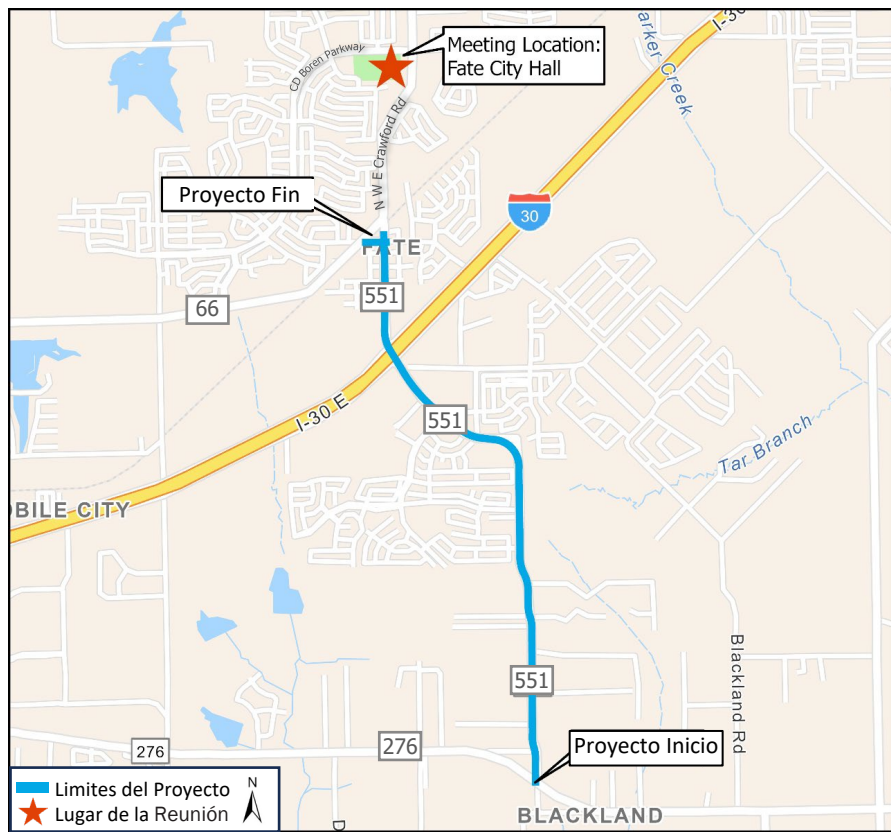 I-30
Parker Creek
Meeting Location:
Fate City Hall
CD Boren Parkway
N W E Crawford Rd
Proyecto Fin
30
FATE
551
66
551
I-30 E
Tar Branch
OBILE CITY
Blackland Rd
551
276
276
Proyecto Inicio
Limites del Proyecto
N
Lugar de la Reunión
D
BLACKLAND